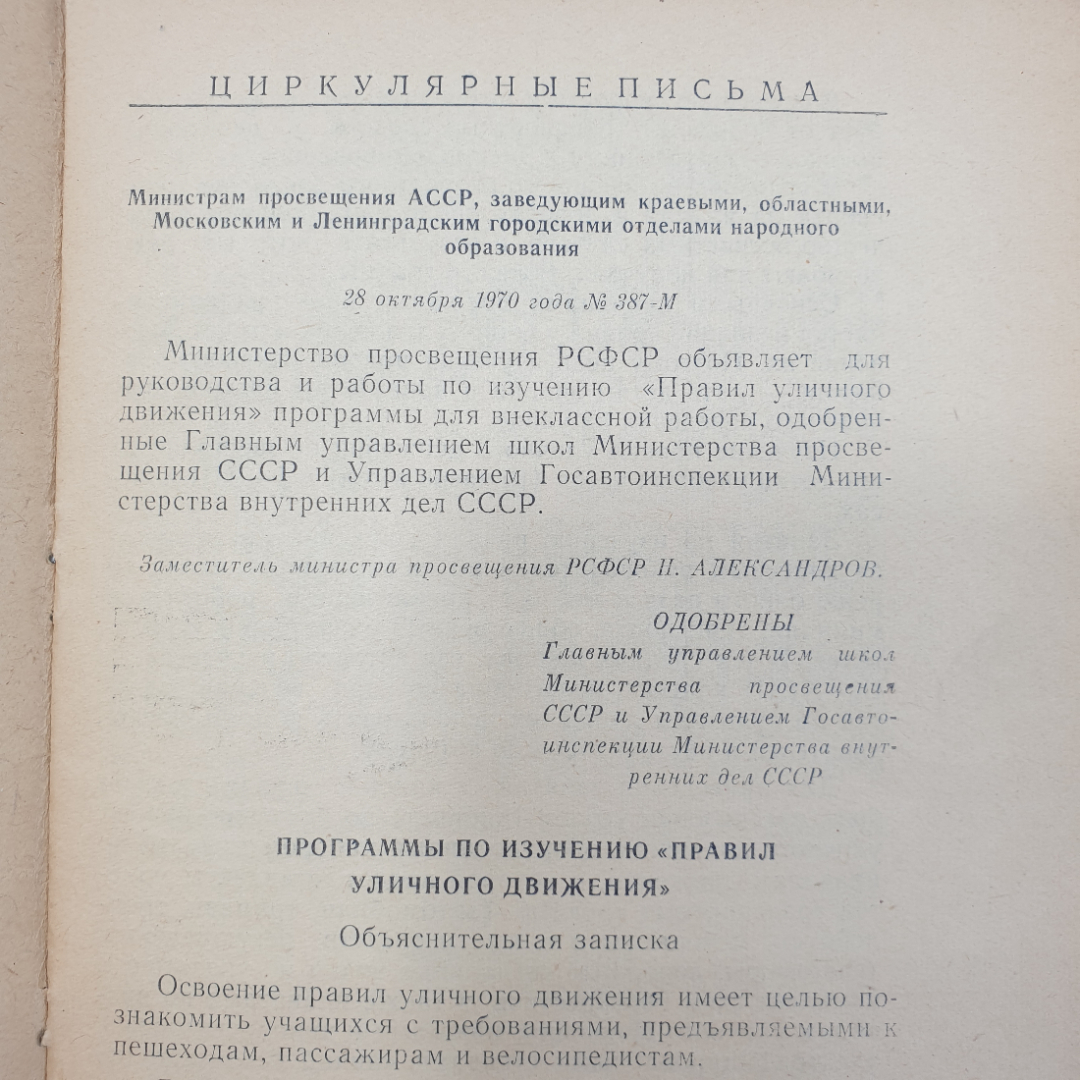 ЦИРКУЛЯРНЫЕ ПИСЬМА
Министрам просвещения АССР, заведующим краевыми, областными,
Московским и Ленинградским городскими отделами народного
образования
28 октября 1970 года № 387-М
Министерство просвещения РСФСР объявляет для
руководства и работы по изучению «Правил уличного
движения» программы для внеклассной работы, одобрен-
ные Главным управлением школ Министерства просве-
щения СССР и Управлением Госавтоинспекции Мини-
стерства внутренних дел СССР.
Заместитель министра просвещения РСФСР Н. АЛЕКСАНДРОВ.
ОДОБРЕНЫ
Главным управлением школ
Министерства просвещения
СССР и Управлением Госавто-
инспекции Министерства внут-
ренних дел СССР
ПРОГРАММЫ ПО ИЗУЧЕНИЮ «ПРАВИЛ
УЛИЧНОГО ДВИЖЕНИЯ»
Объяснительная записка
Освоение правил уличного движения имеет целью по-
знакомить учащихся с требованиями, предъявляемыми к
пешеходам, пассажирам и велосипедистам.